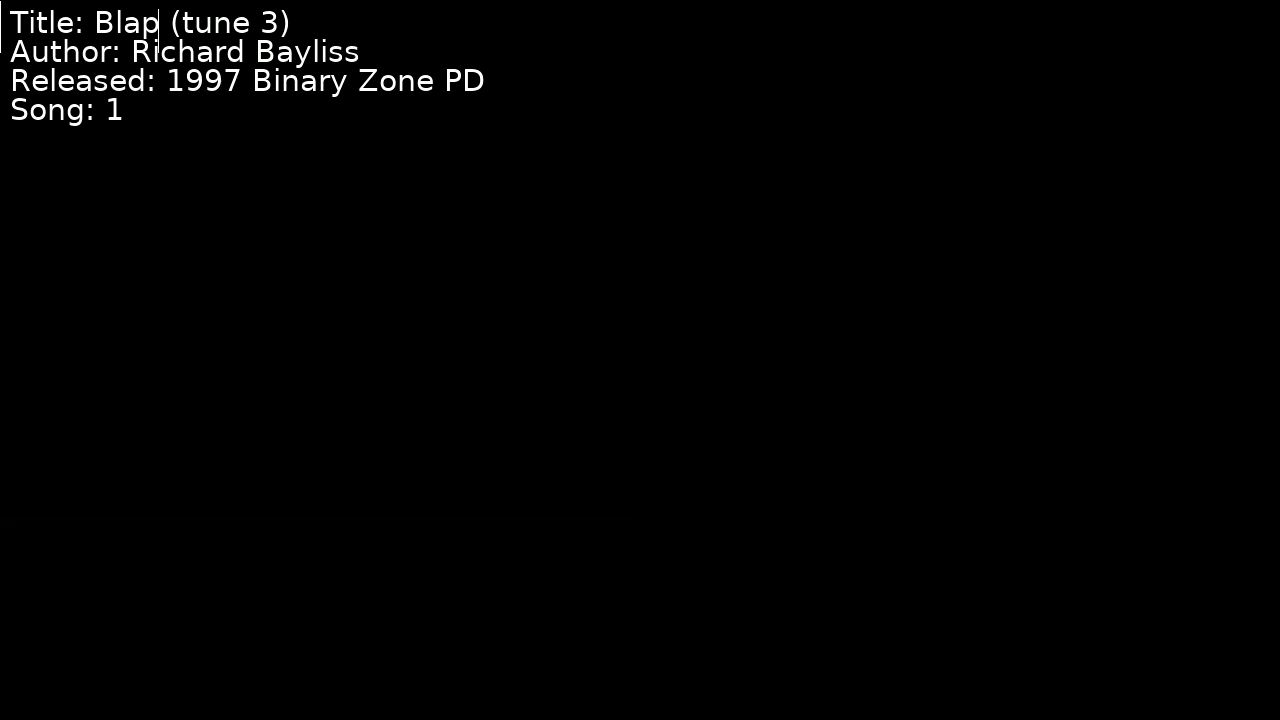 Title: Blap (tune 3)
Author: Richard Bayliss
Released: 1997 Binary Zone PD
Song: 1